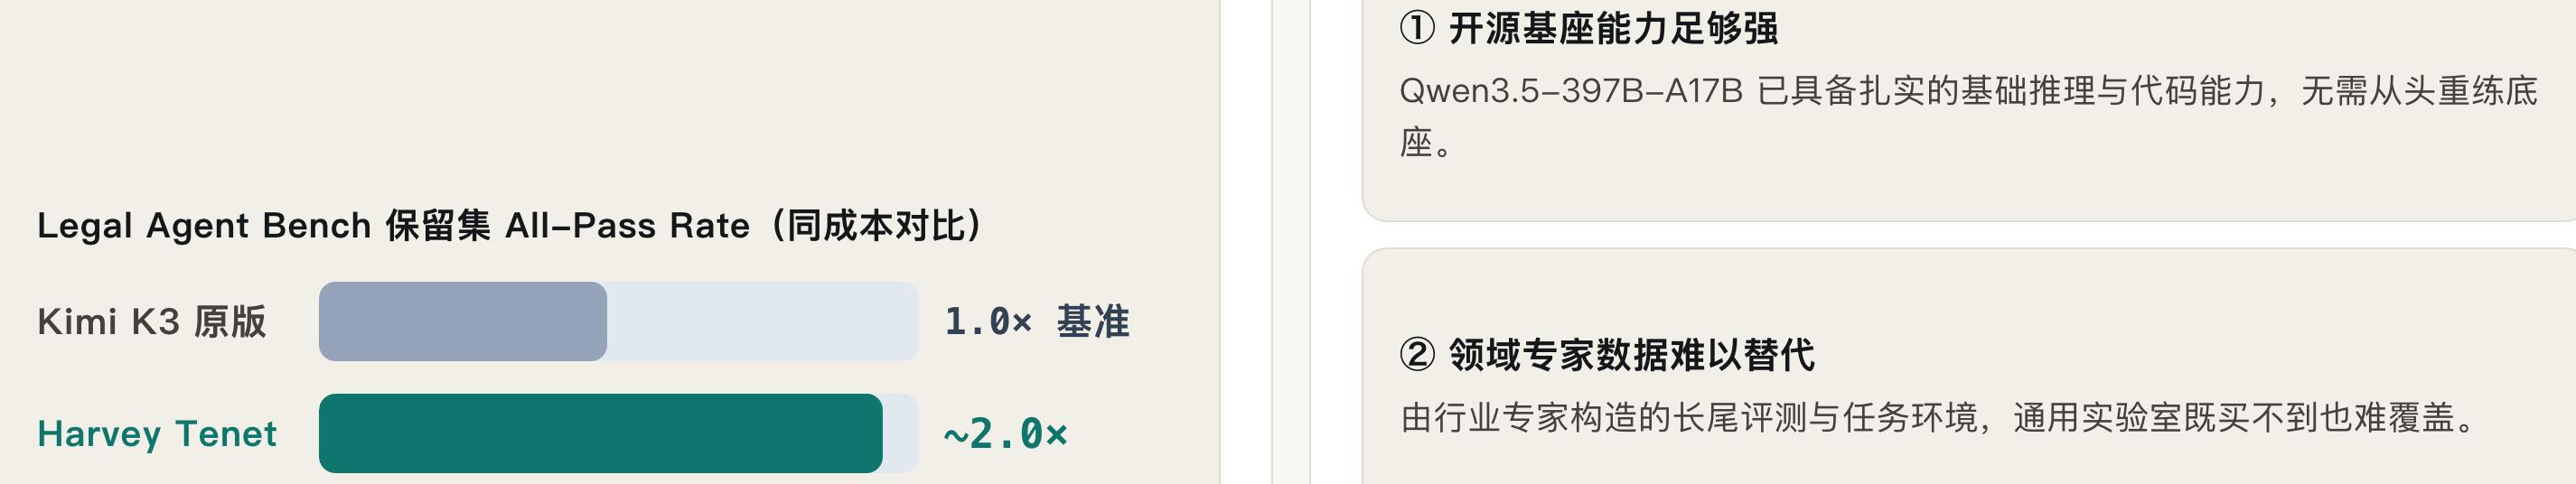 Legal Agent Bench 保留集 All-Pass Rate（同成本对比）
Kimi K3 原版
1.0× 基准
Harvey Tenet
~2.0×
① 开源基座能力足够强
Qwen3.5-397B-A17B 已具备扎实的基础推理与代码能力，无需从头重练底
座。
② 领域专家数据难以替代
由行业专家构造的长尾评测与任务环境，通用实验室既买不到也难覆盖。